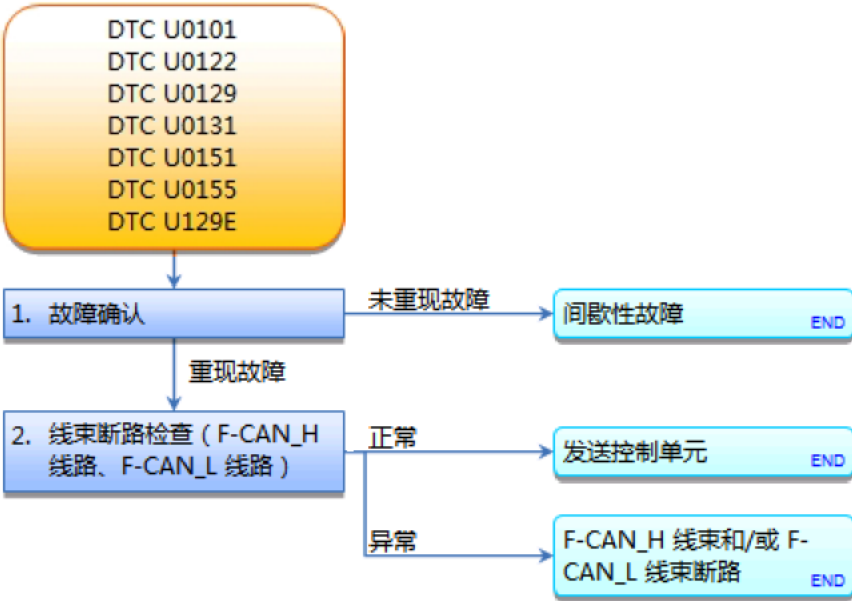 DTC U0101
DTC U0122
DTC U0129
DTC U0131
DTC U0151
DTC U0155
DTC U129E
1. 故障确认
未重现故障
间歇性故障
END
重现故障
2. 线束断路检查（F-CAN_H
线路、F-CAN_L 线路）
正常
发送控制单元
END
异常
F-CAN_H 线束和/或 F-
CAN_L 线束断路
END